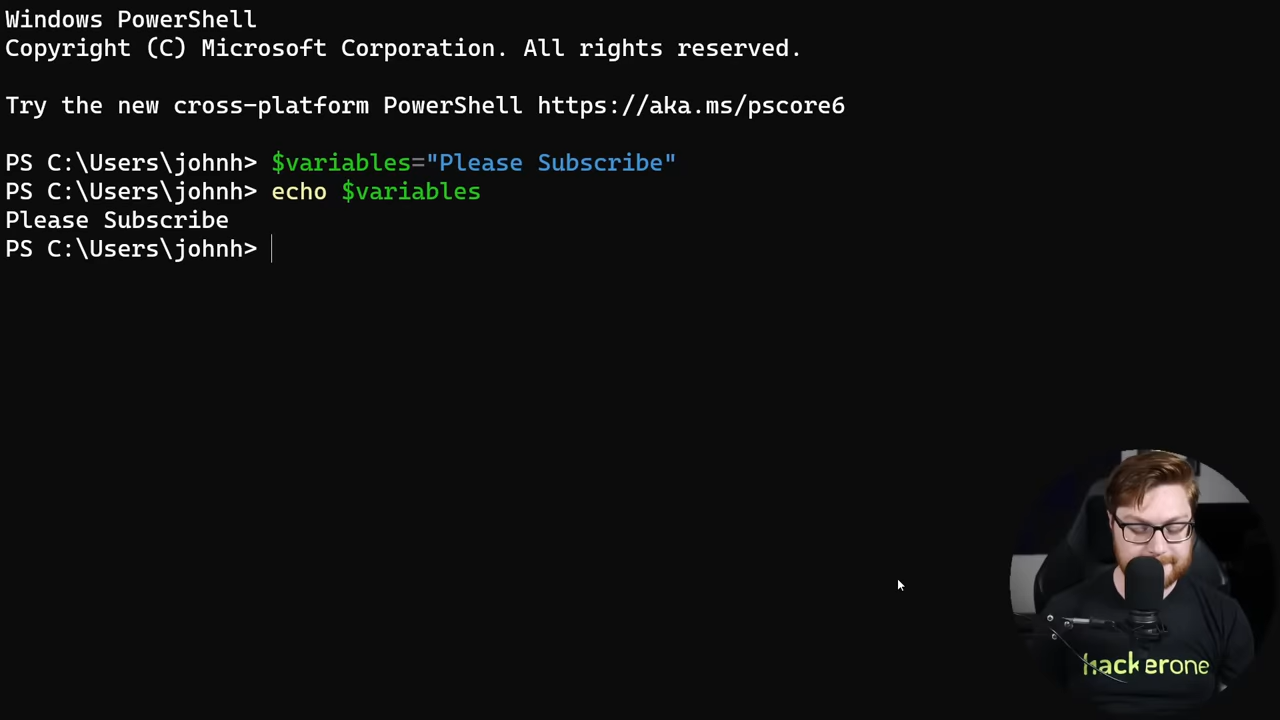 Windows PowerShell
Copyright (C) Microsoft Corporation. All rights reserved.
Try the new cross-platform PowerShell https://aka.ms/pscore6
PS C:\Users\johnh> $variables="Please Subscribe"
PS C:\Users\johnh> echo $variables
Please Subscribe
PS C:\Users\johnh>
hackerone